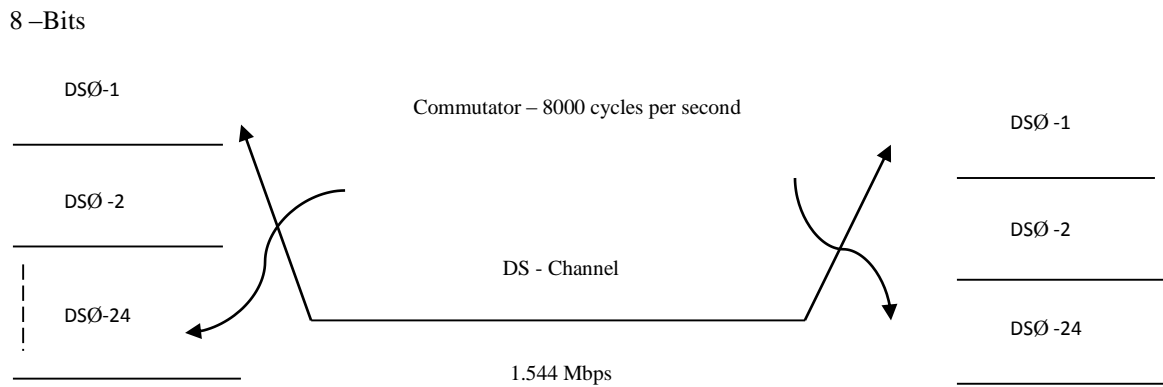 8 –Bits
DSØ-1
Commutator – 8000 cycles per second
DSØ -1
DSØ -2
DSØ -2
DS - Channel
DSØ-24
DSØ -24
1.544 Mbps